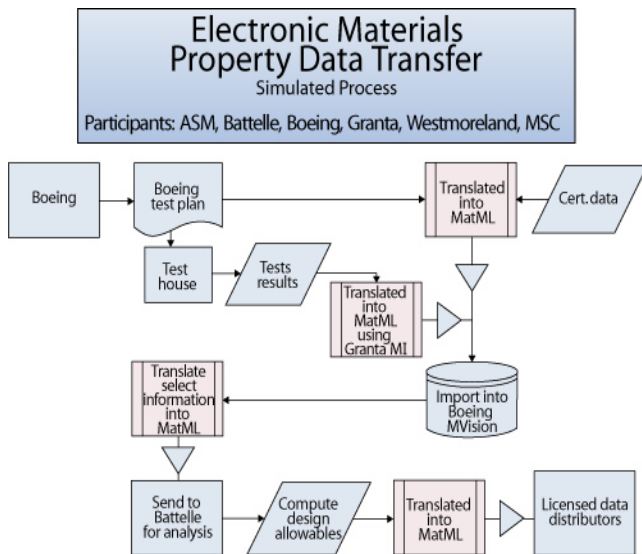 Electronic Materials
Property Data Transfer
Simulated Process
Participants: ASM, Battelle, Boeing, Granta, Westmoreland, MSC
Boeing
Boeing
test plan
Translated
into
MatML
Cert.data
Test
house
Tests
results
Translated
into
MatML
using
Granta MI
Translate
select
information
into
MatML
Import into
Boeing
MVision
Send to
Battelle
for analysis
Compute
design
allowables
Translated
into
MatML
Licensed data
distributors